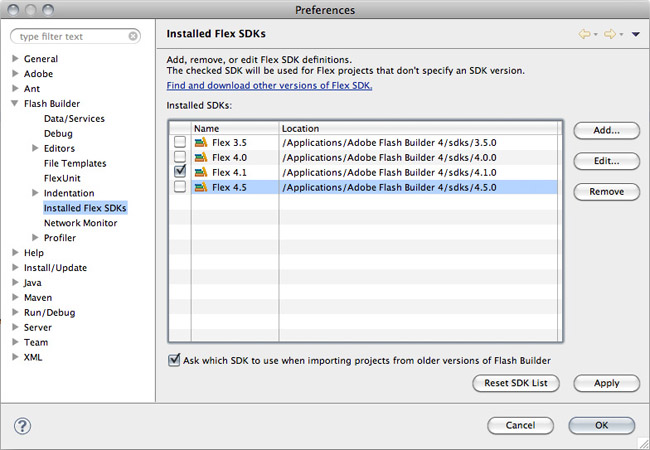 Preferences
type filter text
General
Adobe
Ant
Flash Builder
Data/Services
Debug
Editors
File Templates
FlexUnit
Indentation
Installed Flex SDKs
Network Monitor
Profiler
Help
Install/Update
Java
Maven
Run/Debug
Server
Team
XML
Installed Flex SDKs
Add, remove, or edit Flex SDK definitions.
The checked SDK will be used for Flex projects that don't specify an SDK version.
Find and download other versions of Flex SDK.
Installed SDKs:
Name Location
Flex 3.5 /Applications/Adobe Flash Builder 4/sdks/3.5.0
Flex 4.0 /Applications/Adobe Flash Builder 4/sdks/4.0.0
Flex 4.1 /Applications/Adobe Flash Builder 4/sdks/4.1.0
Flex 4.5 /Applications/Adobe Flash Builder 4/sdks/4.5.0
Add...
Edit...
Remove
Ask which SDK to use when importing projects from older versions of Flash Builder
Reset SDK List Apply
? Cancel OK